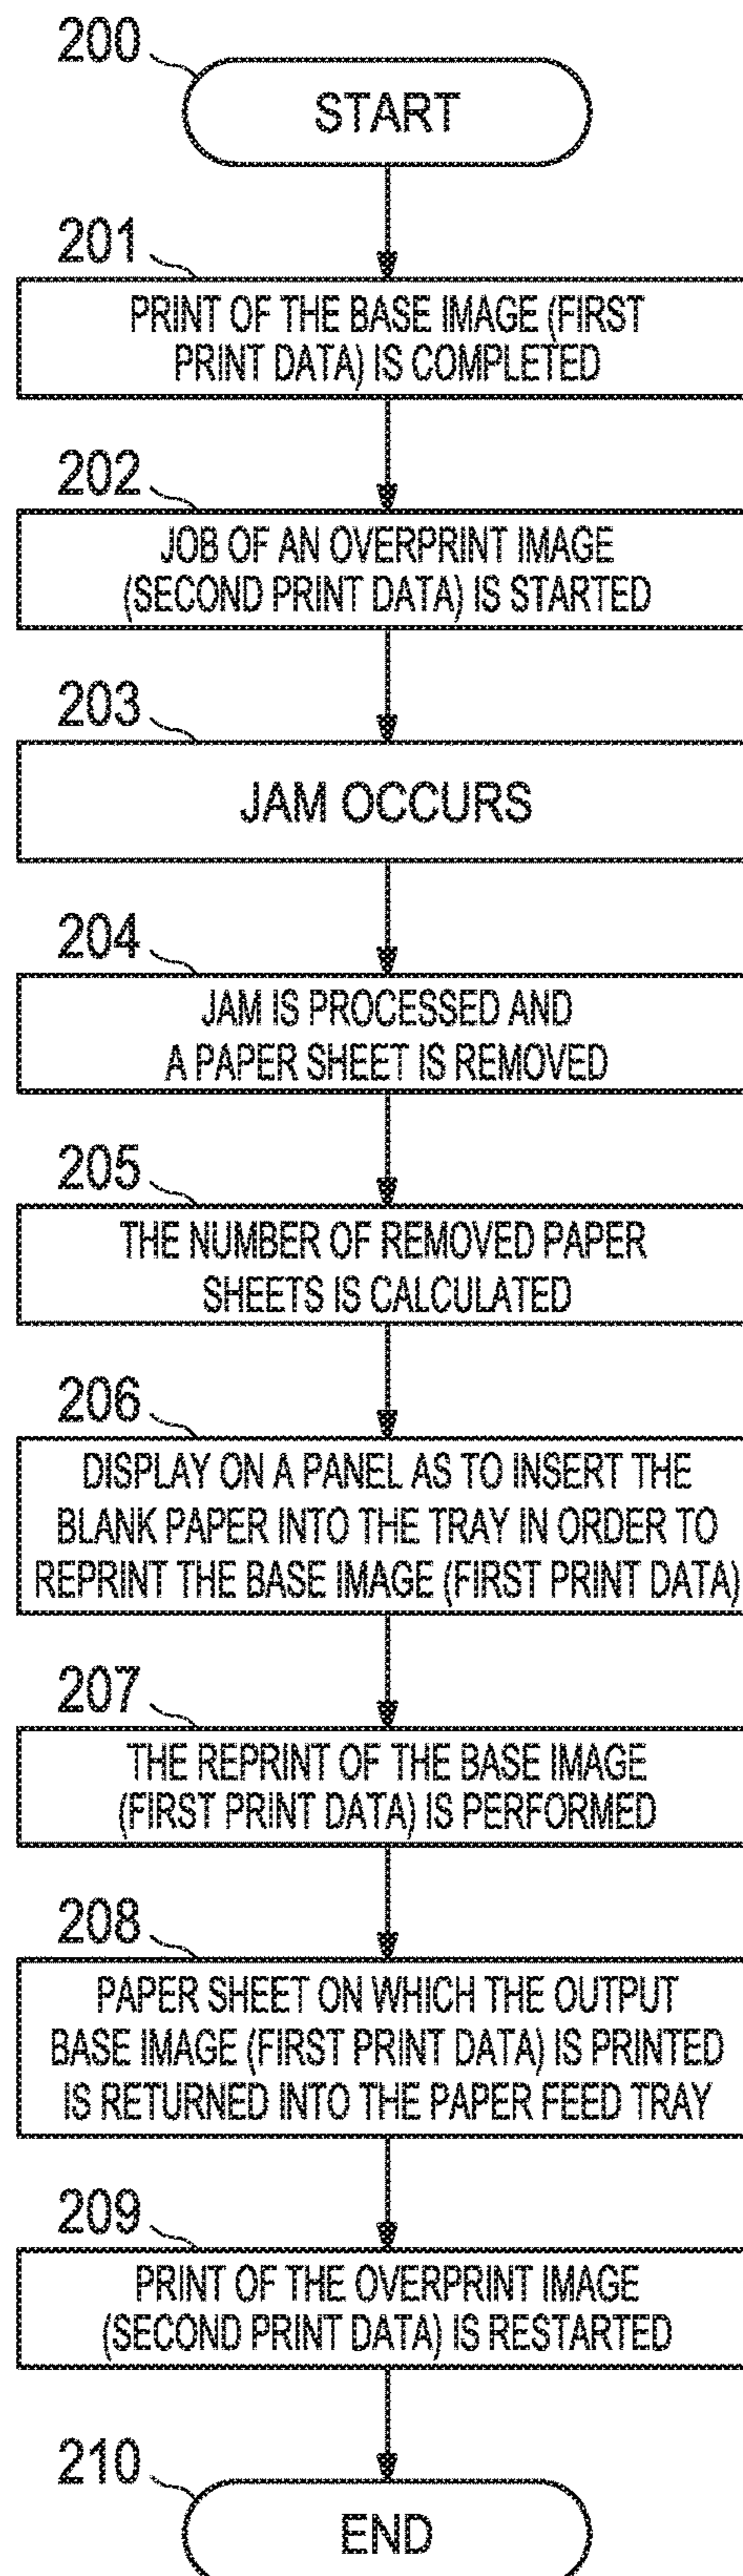 200
START
201
PRINT OF THE BASE IMAGE (FIRST
PRINT DATA) IS COMPLETED
202
JOB OF AN OVERPRINT IMAGE
(SECOND PRINT DATA) IS STARTED
203
JAM OCCURS
204
JAM IS PROCESSED AND
A PAPER SHEET IS REMOVED
205
THE NUMBER OF REMOVED PAPER
SHEETS IS CALCULATED
206
DISPLAY ON A PANEL AS TO INSERT THE
BLANK PAPER INTO THE TRAY IN ORDER TO
REPRINT THE BASE IMAGE (FIRST PRINT DATA)
207
THE REPRINT OF THE BASE IMAGE
(FIRST PRINT DATA) IS PERFORMED
208
PAPER SHEET ON WHICH THE OUTPUT
BASE IMAGE (FIRST PRINT DATA) IS PRINTED
IS RETURNED INTO THE PAPER FEED TRAY
209
PRINT OF THE OVERPRINT IMAGE
(SECOND PRINT DATA) IS RESTARTED
210
END